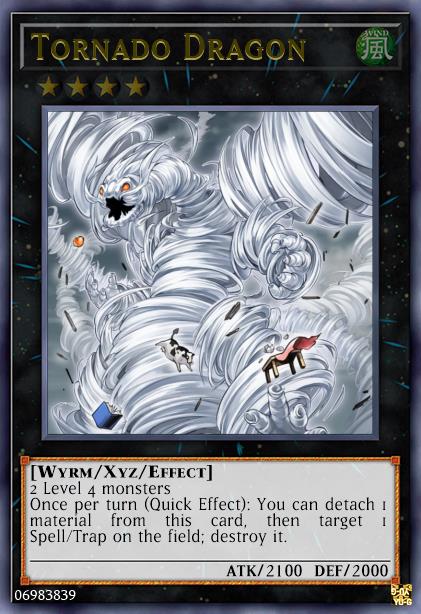 TORNADO DRAGON
WIND
風
[WYRM/XYZ/EFFECT]
2 Level 4 monsters
Once per turn (Quick Effect): You can detach 1
material from this card, then target 1
Spell/Trap on the field; destroy it.
ATK/2100 DEF/2000
06983839